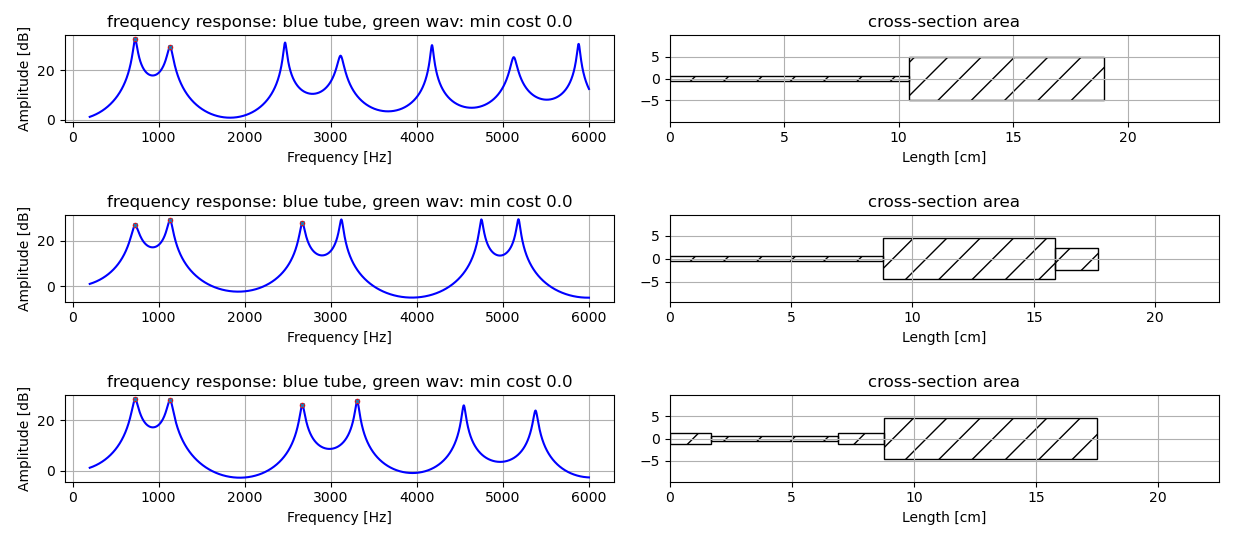 frequency response: blue tube, green wav: min cost 0.0
Amplitude [dB]
20
0
0 1000 2000 3000 4000 5000 6000
Frequency [Hz]
cross-section area
5
0
−5
0 5 10 15 20
Length [cm]
frequency response: blue tube, green wav: min cost 0.0
Amplitude [dB]
20
0
0 1000 2000 3000 4000 5000 6000
Frequency [Hz]
cross-section area
5
0
−5
0 5 10 15 20
Length [cm]
frequency response: blue tube, green wav: min cost 0.0
Amplitude [dB]
20
0
0 1000 2000 3000 4000 5000 6000
Frequency [Hz]
cross-section area
5
0
−5
0 5 10 15 20
Length [cm]